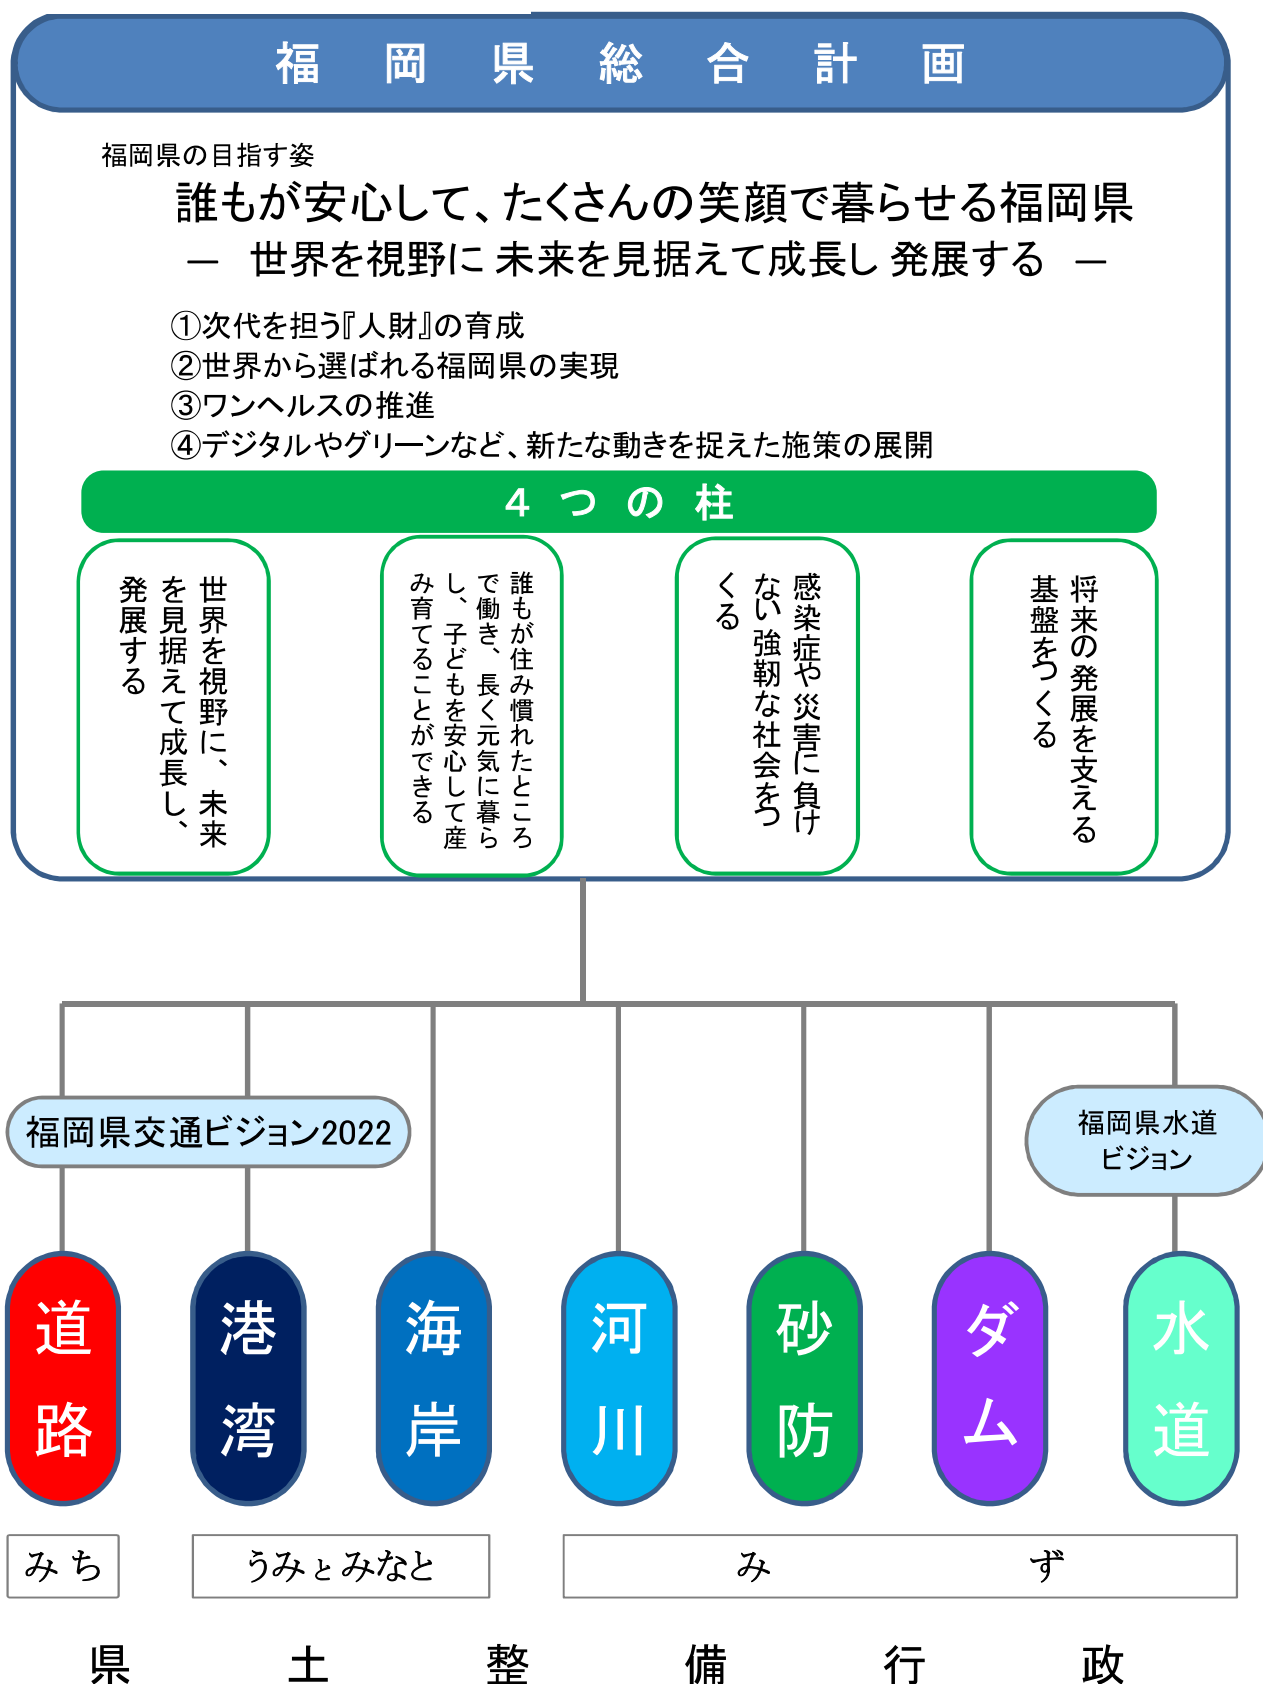 福岡県総合計画
福岡県の目指す姿
誰もが安心して、たくさんの笑顔で暮らせる福岡県
― 世界を視野に 未来を見据えて成長し 発展する ―
①次代を担う『人財』の育成
②世界から選ばれる福岡県の実現
③ワンヘルスの推進
④デジタルやグリーンなど、新たな動きを捉えた施策の展開
４つの柱
世界を視野に、未来
を見据えて成長し、
発展する
誰もが住み慣れたところ
で働き、長く元気に暮ら
し、子どもを安心して産
み育てることができる
感染症や災害に負け
ない強靭な社会をつ
くる
将来の発展を支える
基盤をつくる
福岡県交通ビジョン2022
福岡県水道
ビジョン
道路
港湾
海岸
河川
砂防
ダム
水道
みち
うみとみなと
みず
県土整備行政